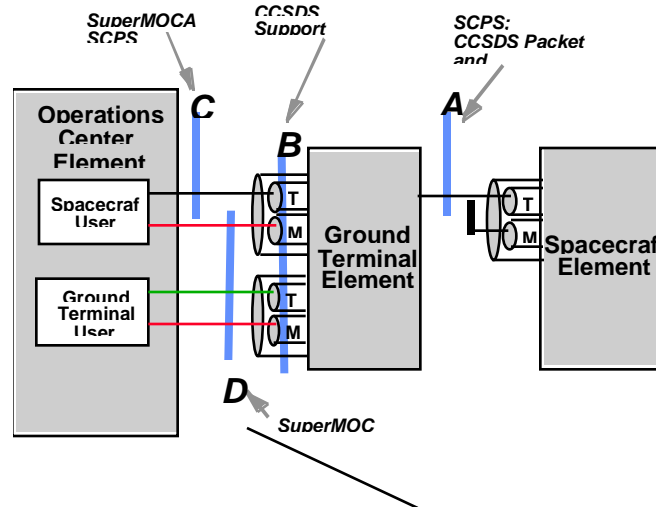 SuperMOCA
SCPS
CCSDS
Support
SCPS;
CCSDS Packet
and
C
A
B
Operations
Center
Element
Spacecraf
User
T
M
Ground
Terminal
Element
T
M
Spacecraf
Element
Ground
Terminal
User
T
M
D
SuperMOC